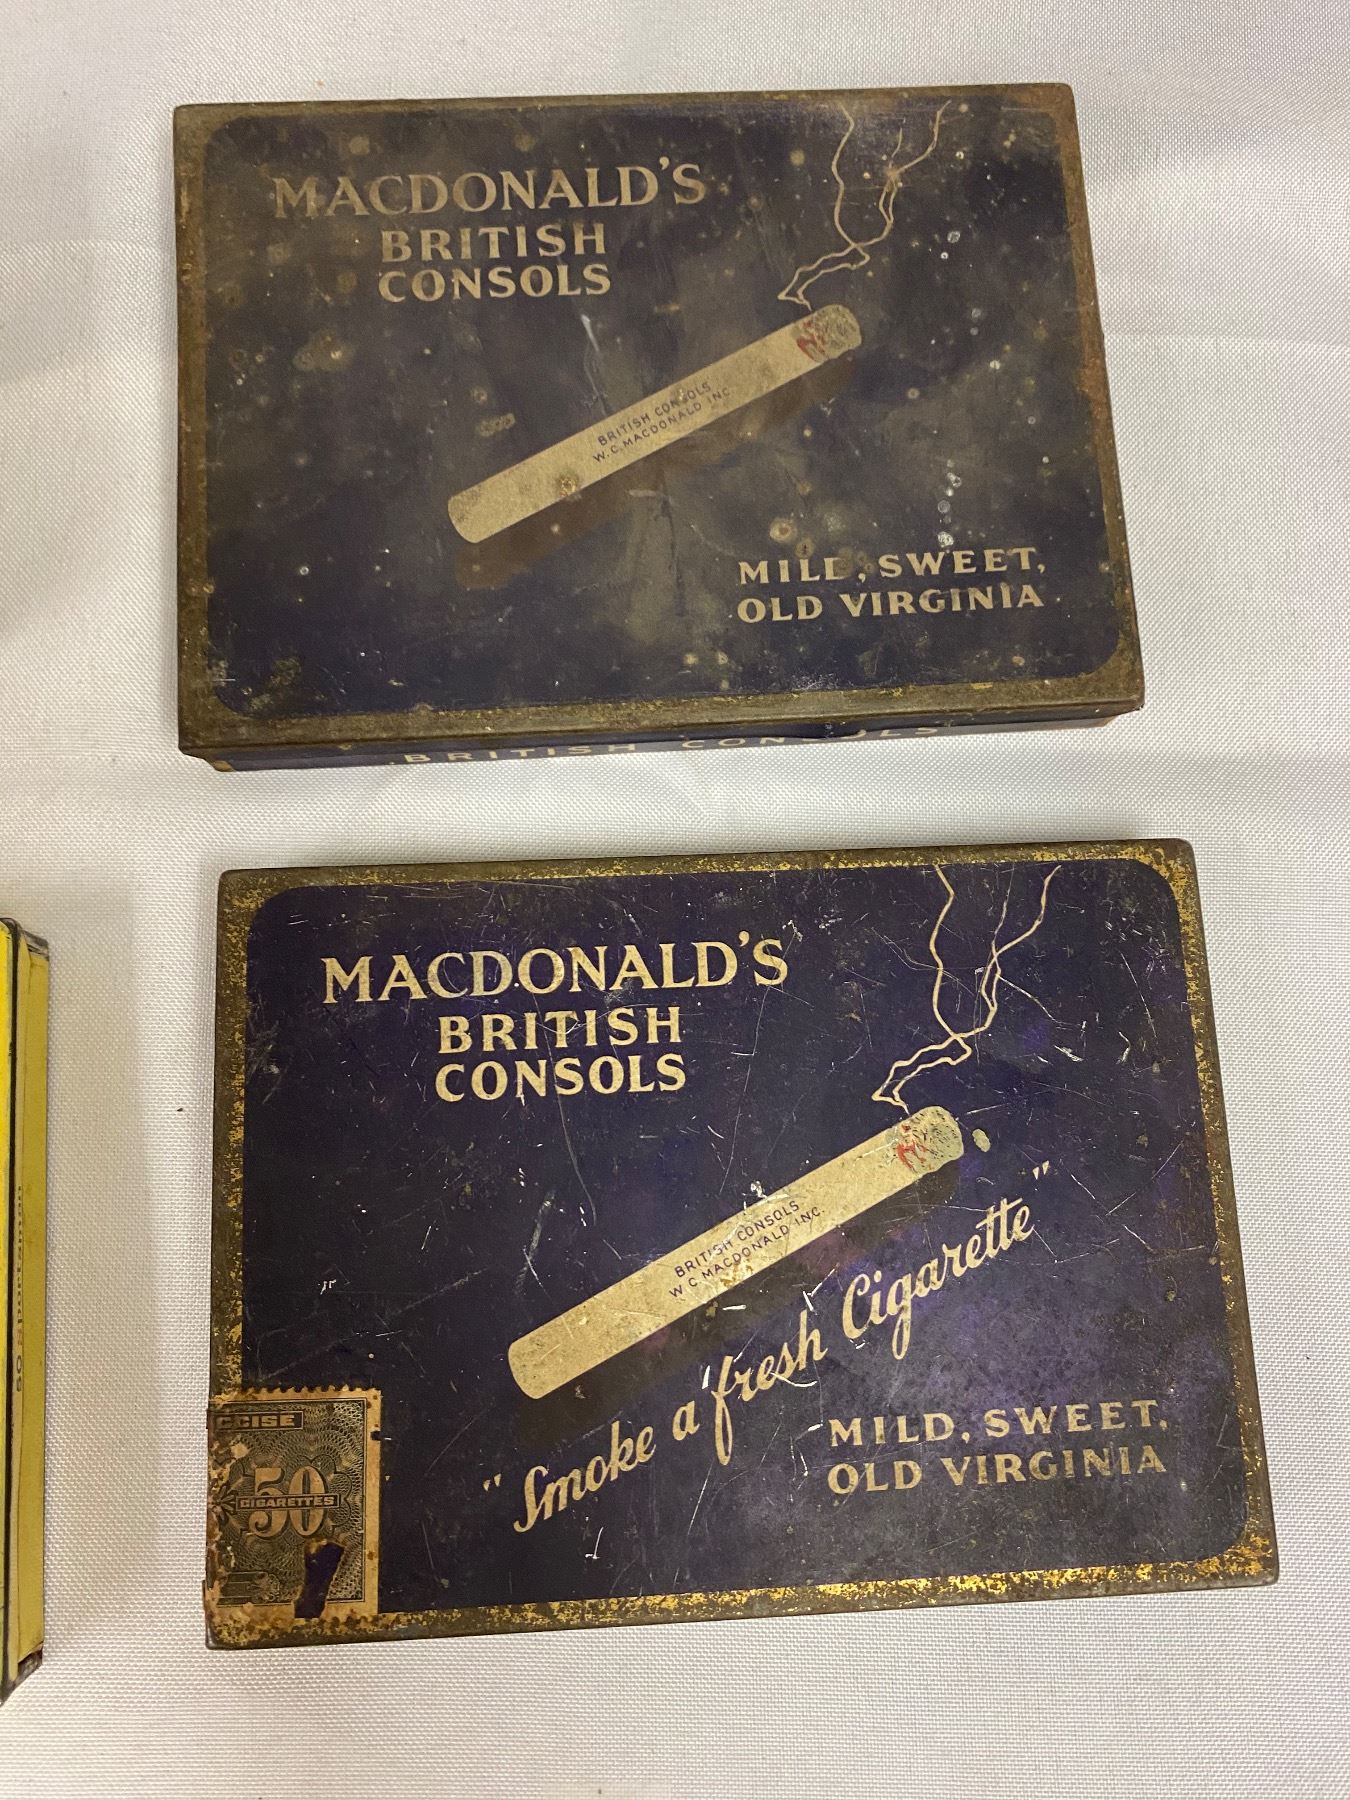 MACDONALD'S
BRITISH
CONSOLS
BRITISH CONSOLS
W.C. MACDONALD INC.
MILD, SWEET,
OLD VIRGINIA
BRITISH CONSOLS
MACDONALD'S
BRITISH
CONSOLS
BRITISH CONSOLS
W C MACDONALD INC.
"Smoke a fresh Cigarette"
MILD, SWEET,
OLD VIRGINIA
50
CIGARETTES
50